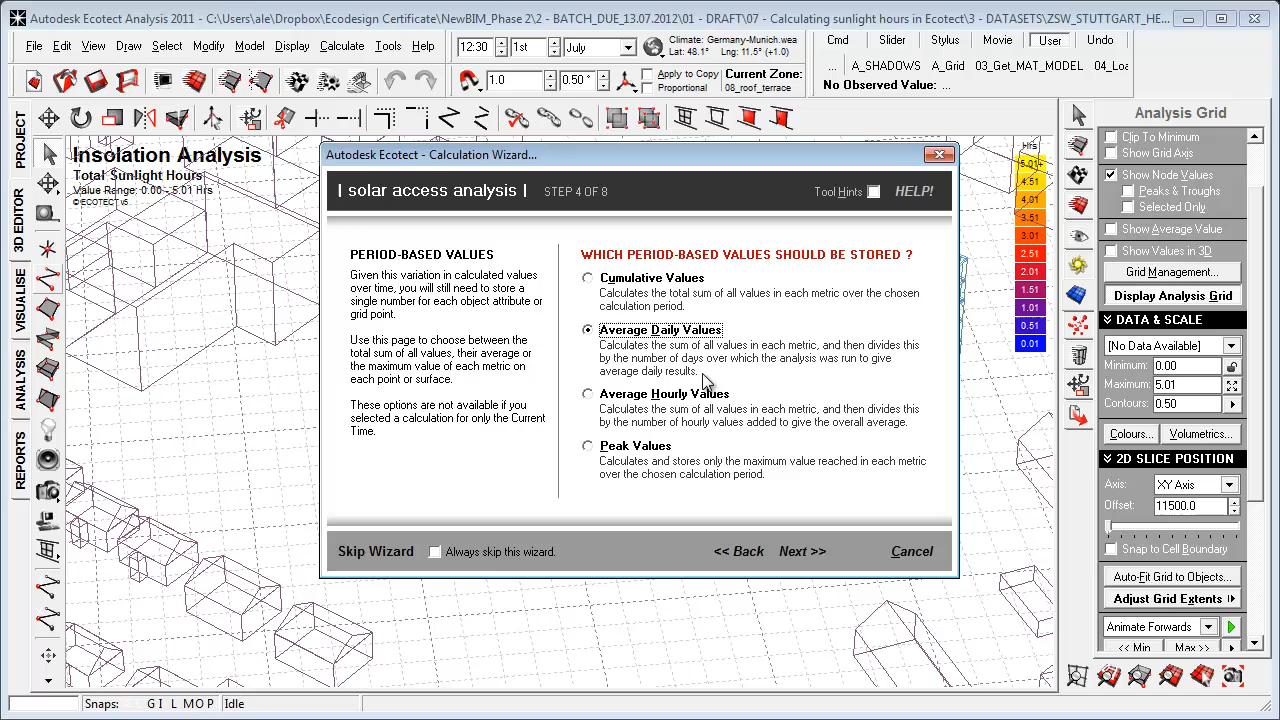 Autodesk Ecotect Analysis 2011 - C:\Users\ale\Dropbox\Ecodesign Certificate\NewBIM_Phase 2\2 - BATCH_DUE_13.07.2012\01 - DRAFT\07 - Calculating sunlight hours in Ecotect\3 - DATASETS\ZSW_STUTTGART_HE...
File Edit View Draw Select Modify Model Display Calculate Tools Help
12:30 1st July
Climate: Germany-Munich.wea
Lat: 48.1° Lng: 11.5° (+1.0)
Cmd Slider Stylus Movie User Undo
... A_SHADOWS A_Grid 03_Get_MAT_MODEL 04_Loa
No Observed Value: ...
1.0 0.50°
Apply to Copy
Proportional
Current Zone:
08_roof_terrace
PROJECT
3D EDITOR
VISUALISE
ANALYSIS
REPORTS
Insolation Analysis
Total Sunlight Hours
Value Range: 0.00 - 5.01 Hrs
©ECOTECT v5
Autodesk Ecotect - Calculation Wizard...
| solar access analysis | STEP 4 OF 8
Tool Hints HELP!
PERIOD-BASED VALUES
Given this variation in calculated values
over time, you will still need to store a
single number for each object attribute or
grid point.
Use this page to choose between the
total sum of all values, their average or
the maximum value of each metric on
each point or surface.
These options are not available if you
selected a calculation for only the Current
Time.
WHICH PERIOD-BASED VALUES SHOULD BE STORED ?
Cumulative Values
Calculates the total sum of all values in each metric over the chosen
calculation period.
Average Daily Values
Calculates the sum of all values in each metric, and then divides this
by the number of days over which the analysis was run to give
average daily results.
Average Hourly Values
Calculates the sum of all values in each metric, and then divides this
by the number of hourly values added to give the overall average.
Peak Values
Calculates and stores only the maximum value reached in each metric
over the chosen calculation period.
Skip Wizard Always skip this wizard. << Back Next >> Cancel
Hrs
5.01+
4.51
4.01
3.51
3.01
2.51
2.01
1.51
1.01
0.51
0.01
Analysis Grid
Clip To Minimum
Show Grid Axis
Show Node Values
Peaks & Troughs
Selected Only
Show Average Value
Show Values in 3D
Grid Management...
Display Analysis Grid
DATA & SCALE
[No Data Available]
Minimum: 0.00
Maximum: 5.01
Contours: 0.50
Colours... Volumetrics...
2D SLICE POSITION
Axis: XY Axis
Offset: 11500.0
Snap to Cell Boundary
Auto-Fit Grid to Objects...
Adjust Grid Extents
Animate Forwards
<< Min Max >>
Snaps: G I L M O P Idle